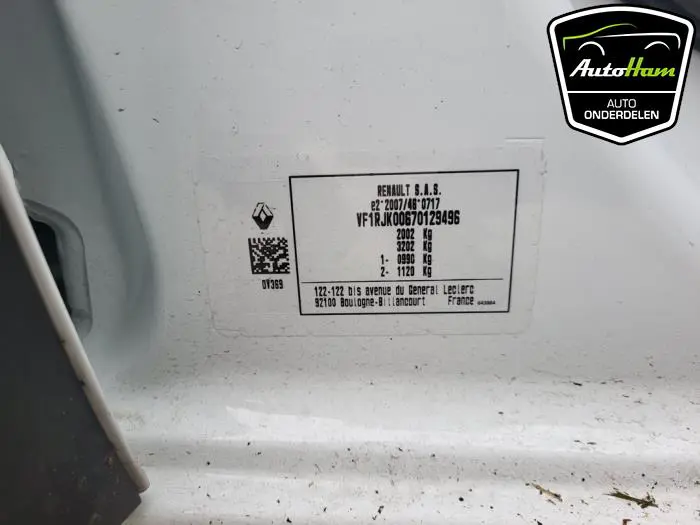 AutoHam
AUTO
ONDERDELEN
RENAULT S.A.S.
e2*2007/46*0717
VF1RJK00670129496
2002 Kg
3202 Kg
1- 0990 Kg
2- 1120 Kg
0V369
122-122 bis avenue du General Leclerc
92100 Boulogne-Billancourt France